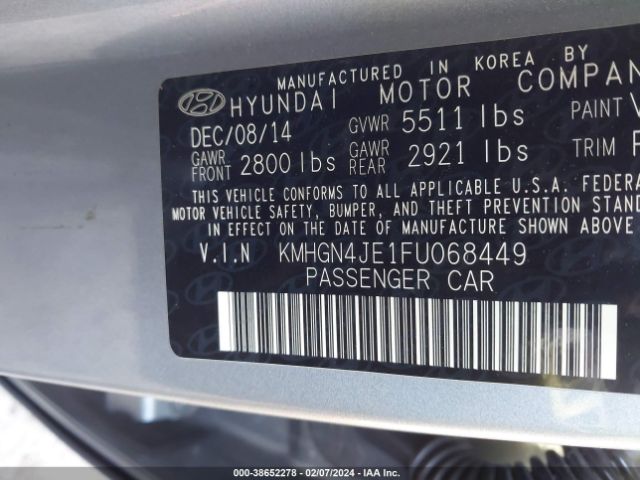 MANUFACTURED IN KOREA BY
HYUNDAI MOTOR COMPAN
DEC/08/14 GVWR 5511 lbs PAINT
GAWR FRONT 2800 lbs GAWR REAR 2921 lbs TRIM
THIS VEHICLE CONFORMS TO ALL APPLICABLE U.S.A. FEDERA
MOTOR VEHICLE SAFETY, BUMPER, AND THEFT PREVENTION STAND
IN EFFECT ON THE DATE OF MANUFACTURE SHOWN ABOVE
V.I.N KMHGN4JE1FU068449
PASSENGER CAR
000-38652278 - 02/07/2024 - IAA Inc.